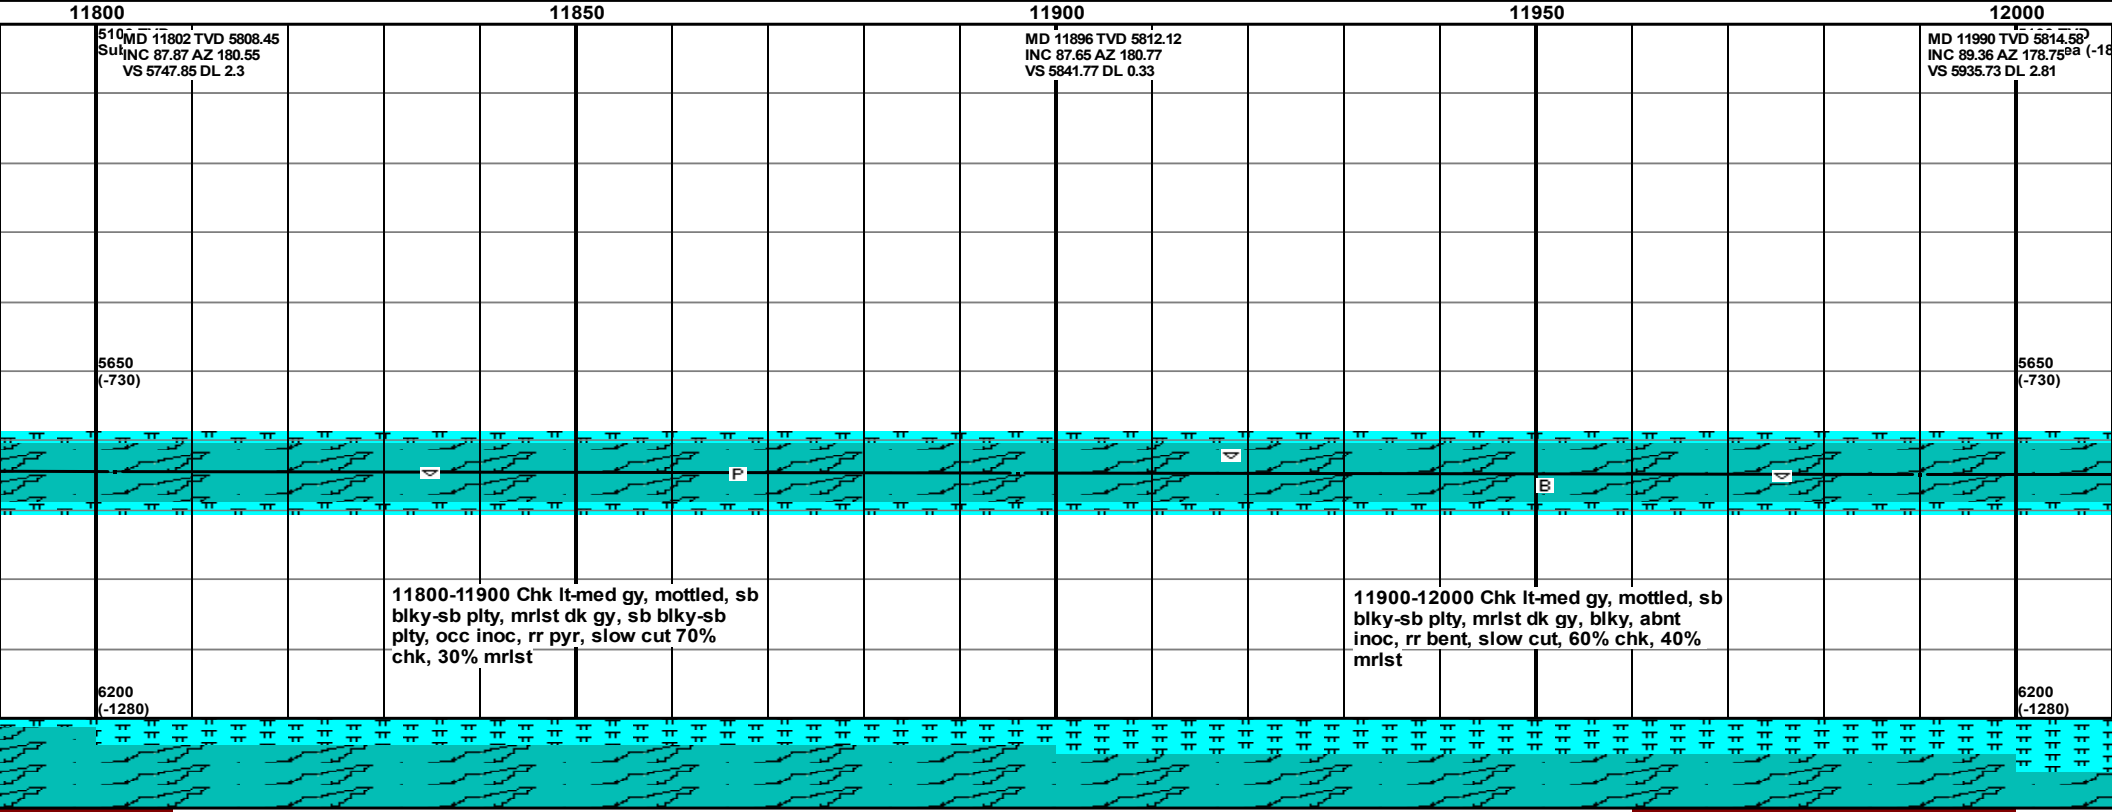 11800 11850 11900 11950 12000
MD 11802 TVD 5808.45
INC 87.87 AZ 180.55
VS 5747.85 DL 2.3
MD 11896 TVD 5812.12
INC 87.65 AZ 180.77
VS 5841.77 DL 0.33
MD 11990 TVD 5814.58
INC 89.36 AZ 178.75
VS 5935.73 DL 2.81
5650
(-730)
5650
(-730)
P
B
11800-11900 Chk lt-med gy, mottled, sb
blky-sb plty, mrlst dk gy, sb blky-sb
plty, occ inoc, rr pyr, slow cut 70%
chk, 30% mrlst
11900-12000 Chk lt-med gy, mottled, sb
blky-sb plty, mrlst dk gy, blky, abnt
inoc, rr bent, slow cut, 60% chk, 40%
mrlst
6200
(-1280)
6200
(-1280)